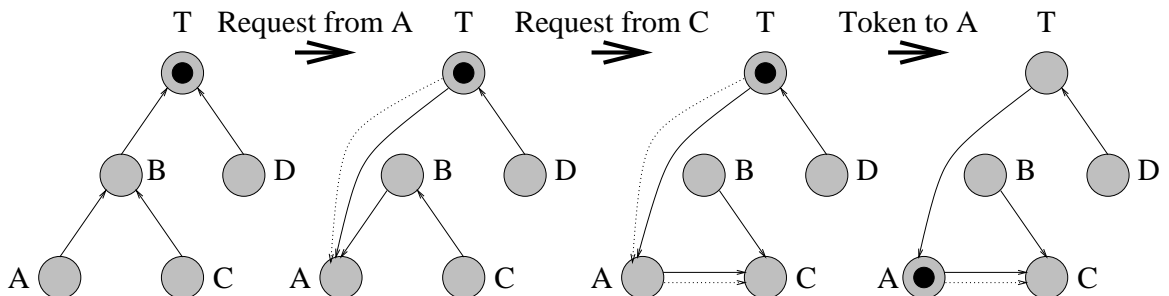 T Request from A T Request from C T Token to A T
B D B D B D B D
A C A C A C A C